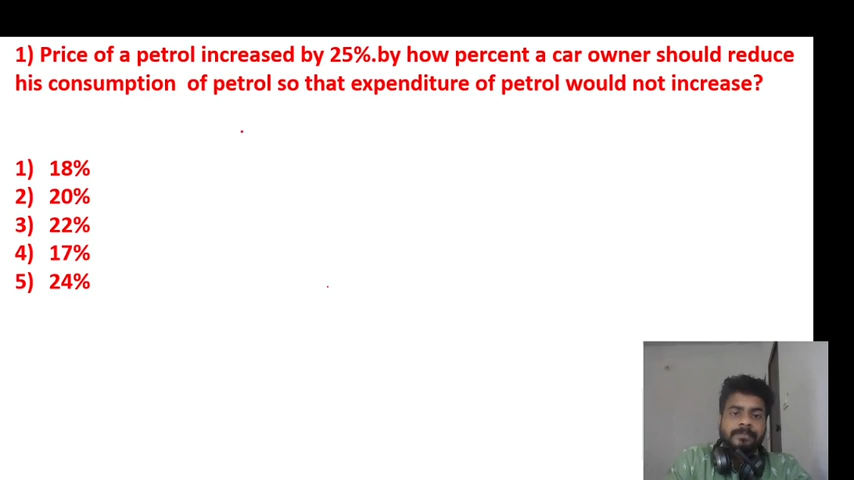 1) Price of a petrol increased by 25%.by how percent a car owner should reduce
his consumption  of petrol so that expenditure of petrol would not increase?
1) 18%
2) 20%
3) 22%
4) 17%
5) 24%